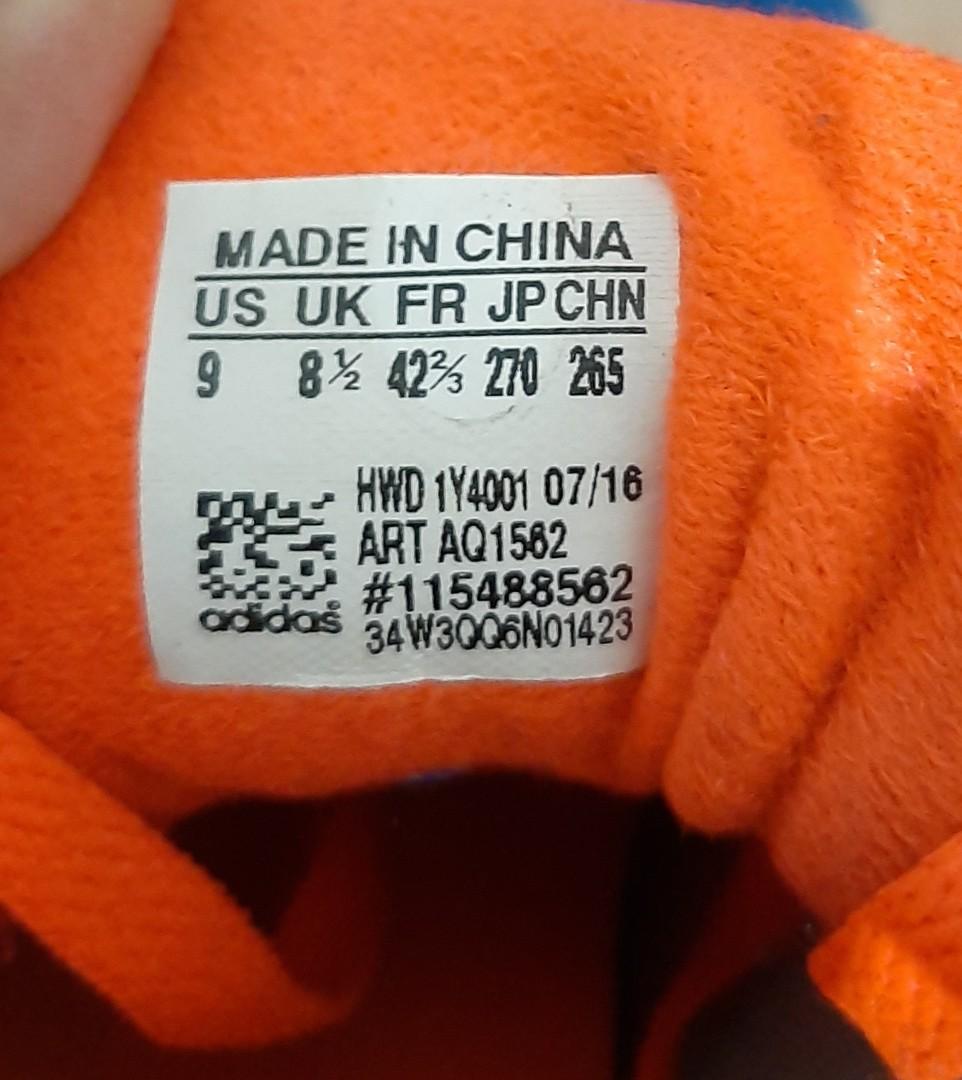 MADE IN CHINA
US UK FR JP CHN
9 8½ 42⅔ 270 265
HWD 1Y4001 07/16
ART AQ1562
#115488562
34W3QQ6N01423
adidas